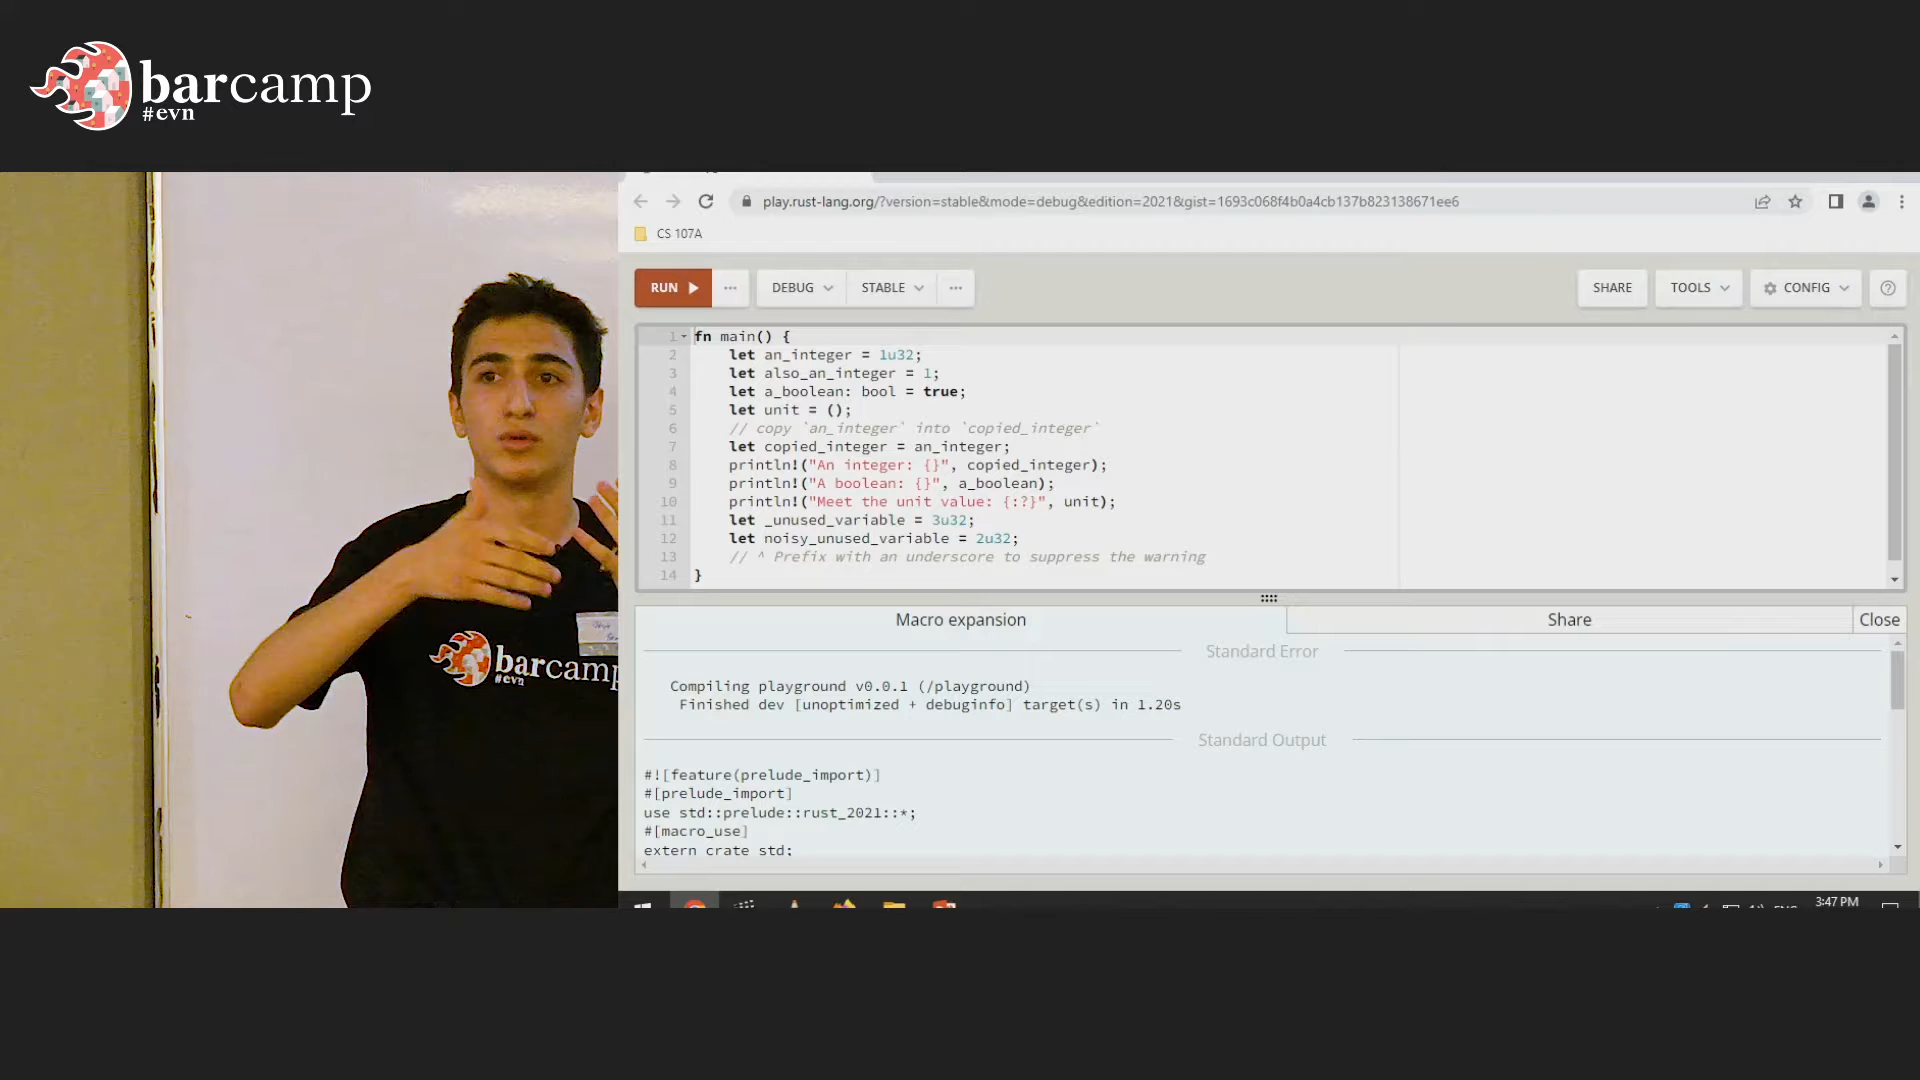 barcamp
#evn
play.rust-lang.org/?version=stable&mode=debug&edition=2021&gist=1693c068f4b0a4cb137b823138671ee6
CS 107A
RUN ... DEBUG STABLE ... SHARE TOOLS CONFIG ?
1 fn main() {
2 let an_integer = 1u32;
3 let also_an_integer = 1;
4 let a_boolean: bool = true;
5 let unit = ();
6 // copy `an_integer` into `copied_integer`
7 let copied_integer = an_integer;
8 println!("An integer: {}", copied_integer);
9 println!("A boolean: {}", a_boolean);
10 println!("Meet the unit value: {:?}", unit);
11 let _unused_variable = 3u32;
12 let noisy_unused_variable = 2u32;
13 // ^ Prefix with an underscore to suppress the warning
14 }
Macro expansion Share Close
Standard Error
Compiling playground v0.0.1 (/playground)
Finished dev [unoptimized + debuginfo] target(s) in 1.20s
Standard Output
#![feature(prelude_import)]
#[prelude_import]
use std::prelude::rust_2021::*;
#[macro_use]
extern crate std;
3:47 PM
barcamp
#evn